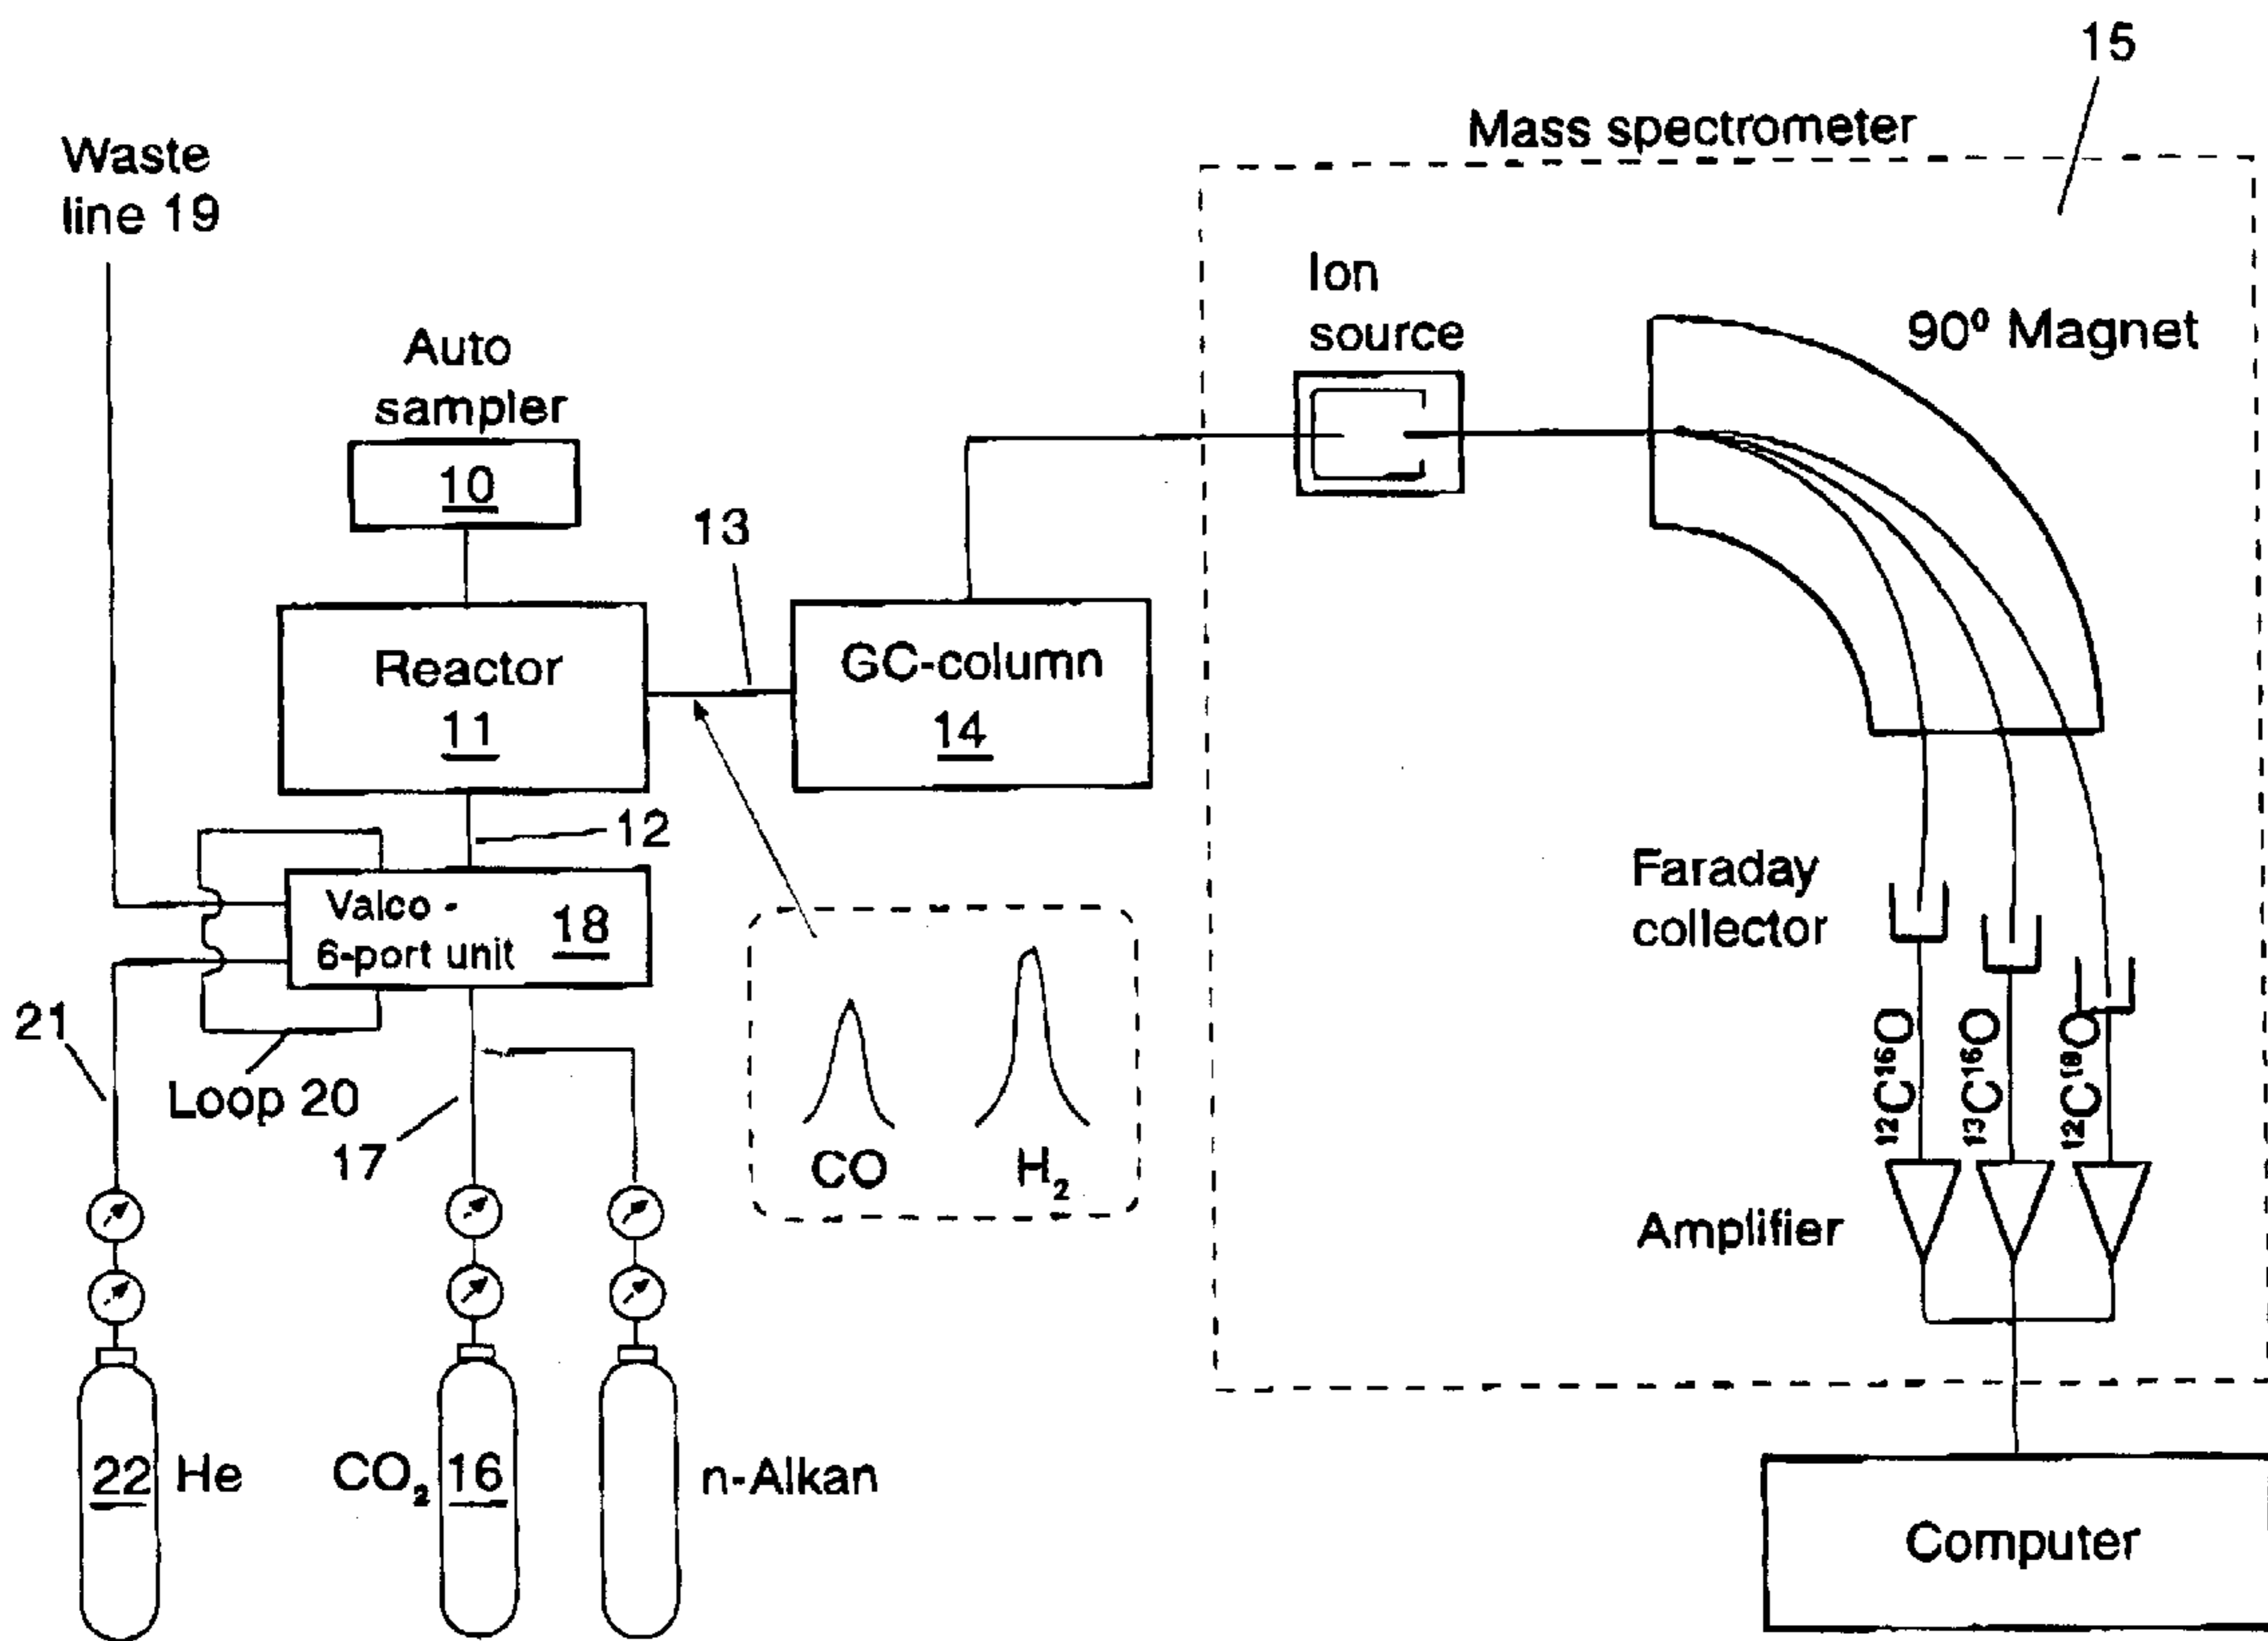 15
Mass spectrometer
Waste
line 19
Ion
source
90⁰ Magnet
Auto
sampler
10
13
Reactor
11
GC-column
14
12
Valco -
6-port unit
18
Faraday
collector
21
Loop 20
17
CO
H₂
¹²C¹⁶O
¹³C¹⁶O
¹²C¹⁸O
Amplifier
22 He
CO₂ 16
n-Alkan
Computer